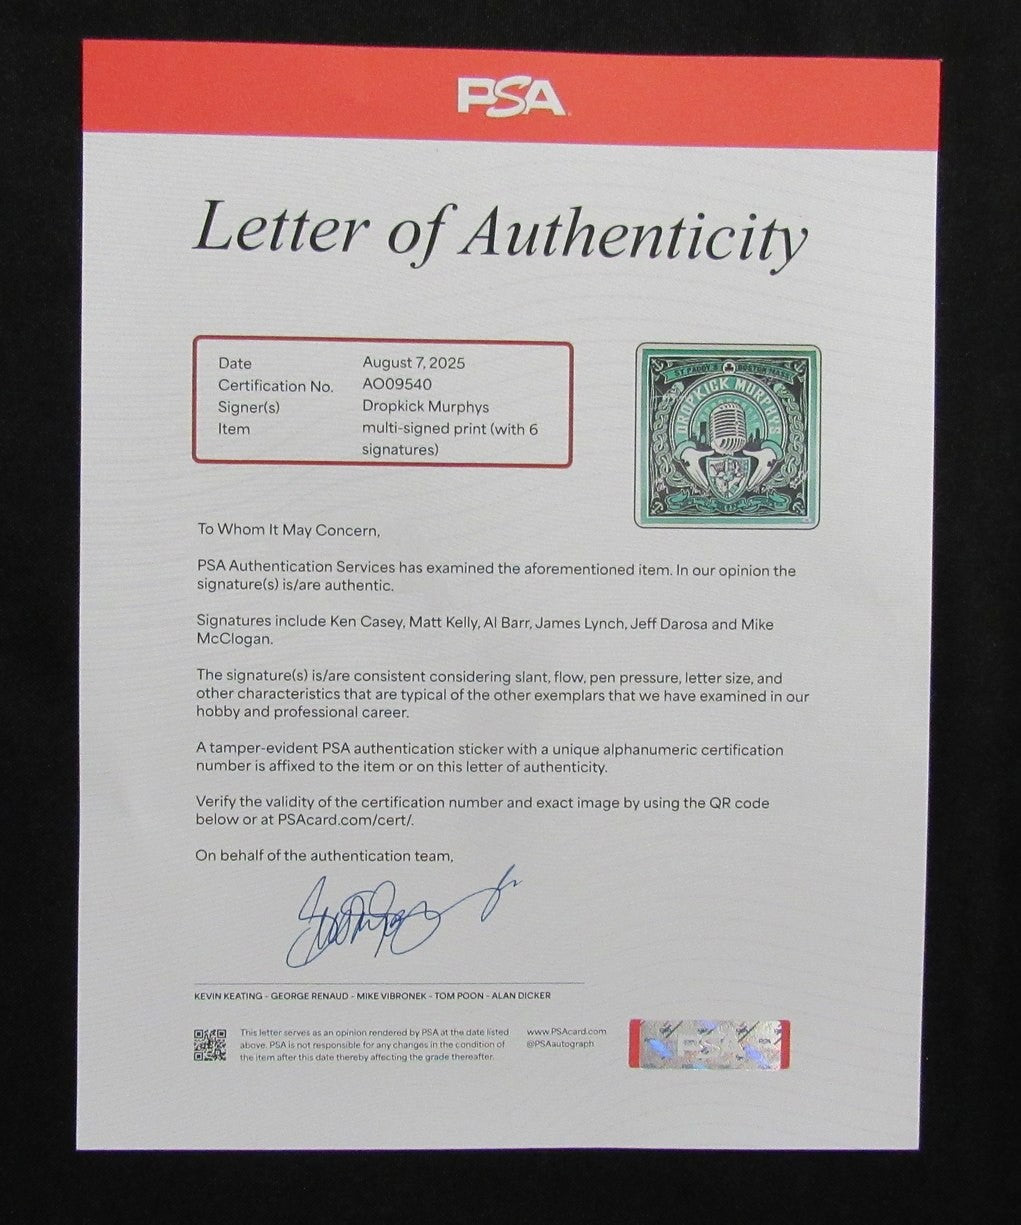 PSA
Letter of Authenticity
Date August 7, 2025
Certification No. AO09540
Signer(s) Dropkick Murphys
Item multi-signed print (with 6
signatures)
ST. PADDY'S BOSTON MASS
DROPKICK MURPHYS
To Whom It May Concern,
PSA Authentication Services has examined the aforementioned item. In our opinion the
signature(s) is/are authentic.
Signatures include Ken Casey, Matt Kelly, Al Barr, James Lynch, Jeff Darosa and Mike
McClogan.
The signature(s) is/are consistent considering slant, flow, pen pressure, letter size, and
other characteristics that are typical of the other exemplars that we have examined in our
hobby and professional career.
A tamper-evident PSA authentication sticker with a unique alphanumeric certification
number is affixed to the item or on this letter of authenticity.
Verify the validity of the certification number and exact image by using the QR code
below or at PSAcard.com/cert/.
On behalf of the authentication team,
KEVIN KEATING - GEORGE RENAUD - MIKE VIBRONEK - TOM POON - ALAN DICKER
This letter serves as an opinion rendered by PSA at the date listed
above. PSA is not responsible for any changes in the condition of
the item after this date thereby affecting the grade thereafter.
www.PSAcard.com
@PSAautograph
PSA